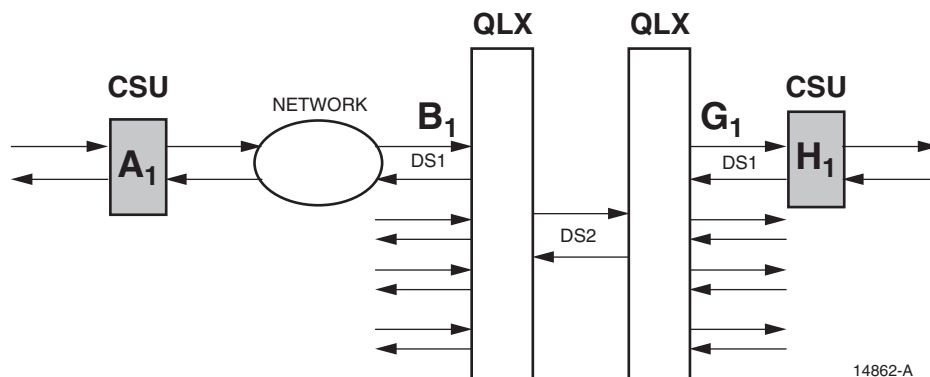 QLX QLX
CSU CSU
NETWORK
B₁ G₁
DS1 DS1
A₁ H₁
DS2
14862-A